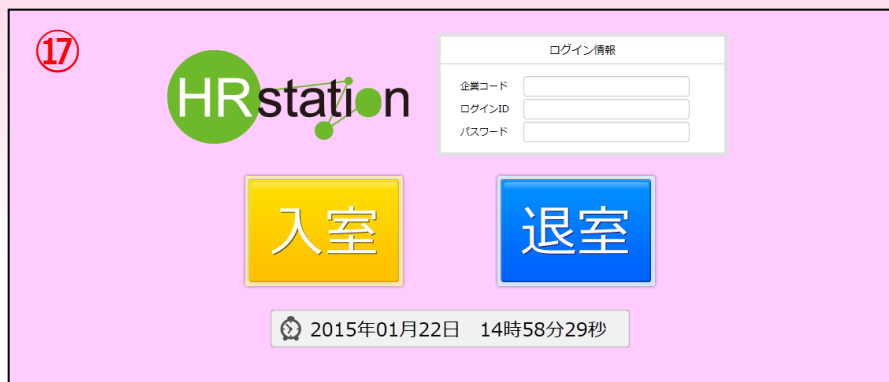 ⑰
HRstation
ログイン情報
企業コード
ログインID
パスワード
入室
退室
2015年01月22日 14時58分29秒